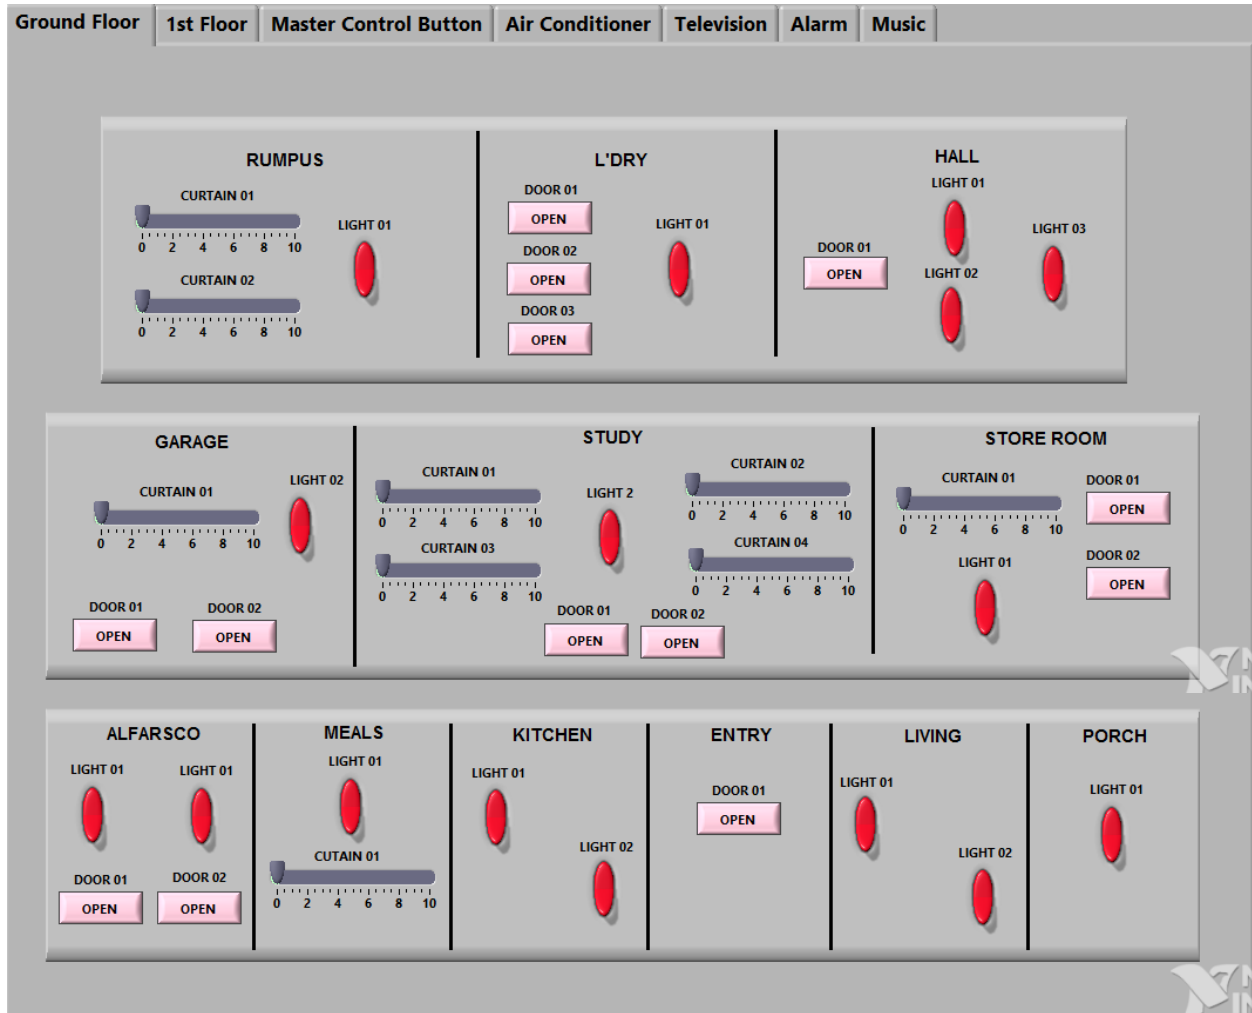 Ground Floor 1st Floor Master Control Button Air Conditioner Television Alarm Music
RUMPUS
CURTAIN 01
0 2 4 6 8 10
CURTAIN 02
0 2 4 6 8 10
LIGHT 01
L'DRY
DOOR 01
OPEN
DOOR 02
OPEN
DOOR 03
OPEN
LIGHT 01
HALL
LIGHT 01
DOOR 01
OPEN
LIGHT 02
LIGHT 03
GARAGE
CURTAIN 01
0 2 4 6 8 10
LIGHT 02
DOOR 01
OPEN
DOOR 02
OPEN
STUDY
CURTAIN 01
0 2 4 6 8 10
LIGHT 2
CURTAIN 02
0 2 4 6 8 10
CURTAIN 03
0 2 4 6 8 10
CURTAIN 04
0 2 4 6 8 10
DOOR 01
OPEN
DOOR 02
OPEN
STORE ROOM
CURTAIN 01
0 2 4 6 8 10
DOOR 01
OPEN
LIGHT 01
DOOR 02
OPEN
ALFARSCO
LIGHT 01
LIGHT 01
DOOR 01
OPEN
DOOR 02
OPEN
MEALS
LIGHT 01
CUTAIN 01
0 2 4 6 8 10
KITCHEN
LIGHT 01
LIGHT 02
ENTRY
DOOR 01
OPEN
LIVING
LIGHT 01
LIGHT 02
PORCH
LIGHT 01